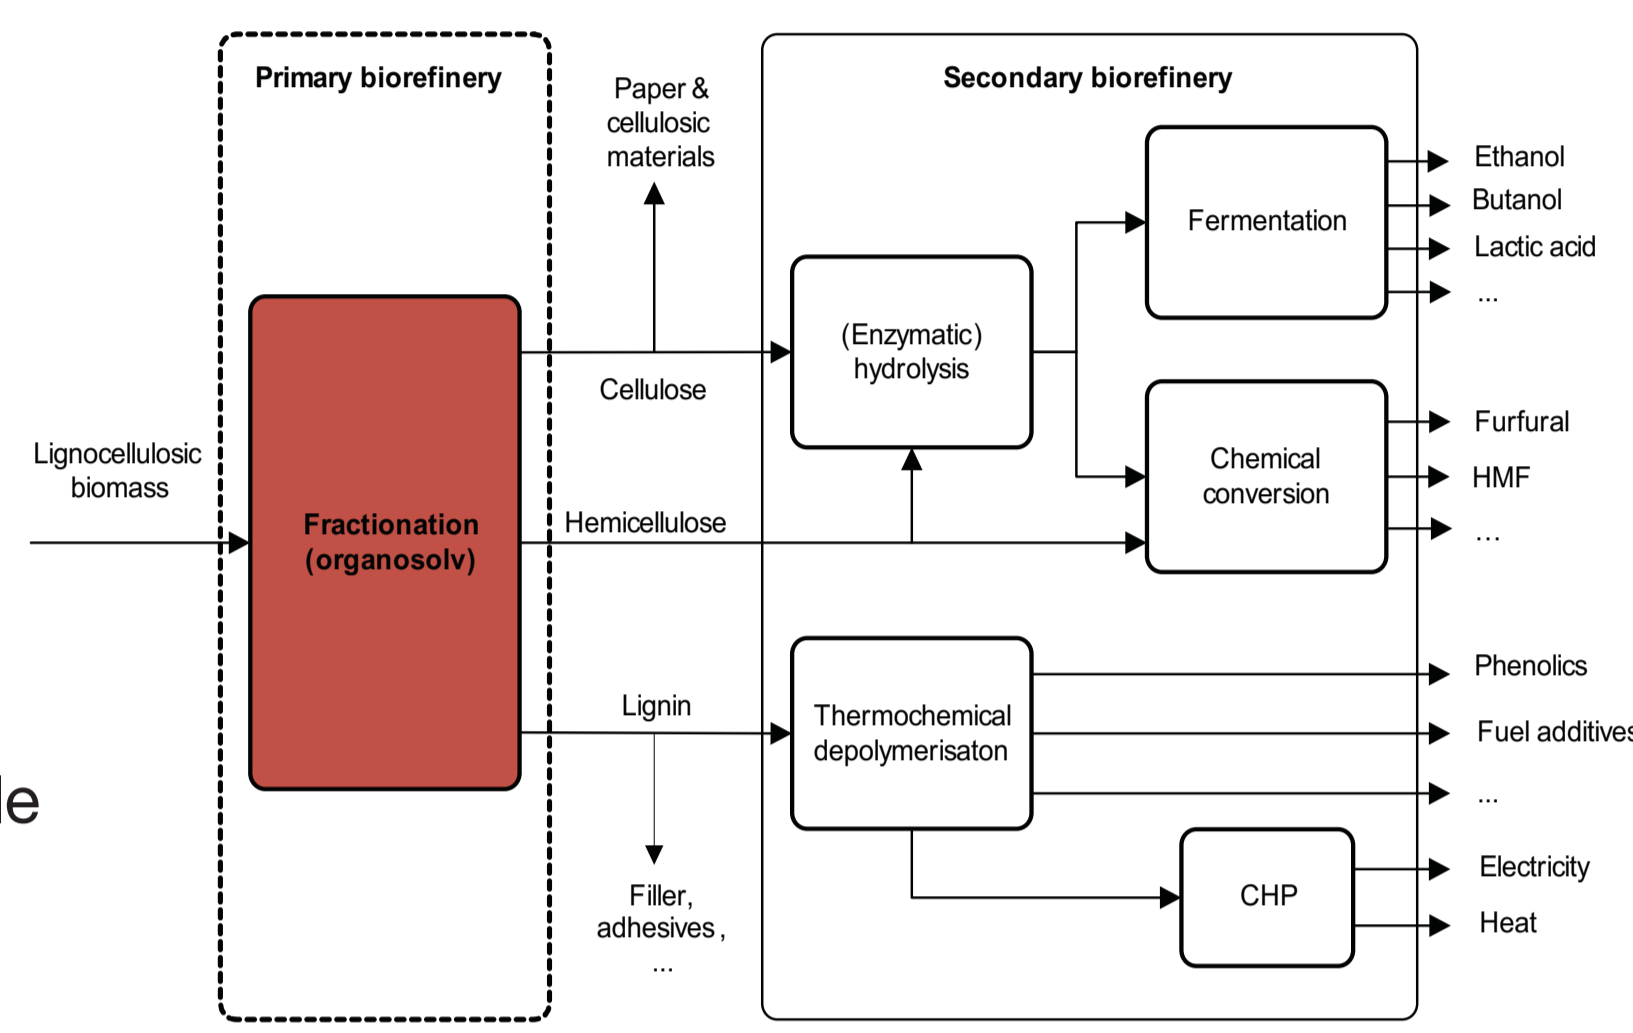 Primary biorefinery
Secondary biorefinery
Paper &
cellulosic
materials
Lignocellulosic
biomass
Fractionation
(organosolv)
Cellulose
Hemicellulose
Lignin
Filler,
adhesives ,
...
(Enzymatic)
hydrolysis
Fermentation
Chemical
conversion
Thermochemical
depolymerisaton
CHP
Ethanol
Butanol
Lactic acid
...
Furfural
HMF
...
Phenolics
Fuel additives
...
Electricity
Heat